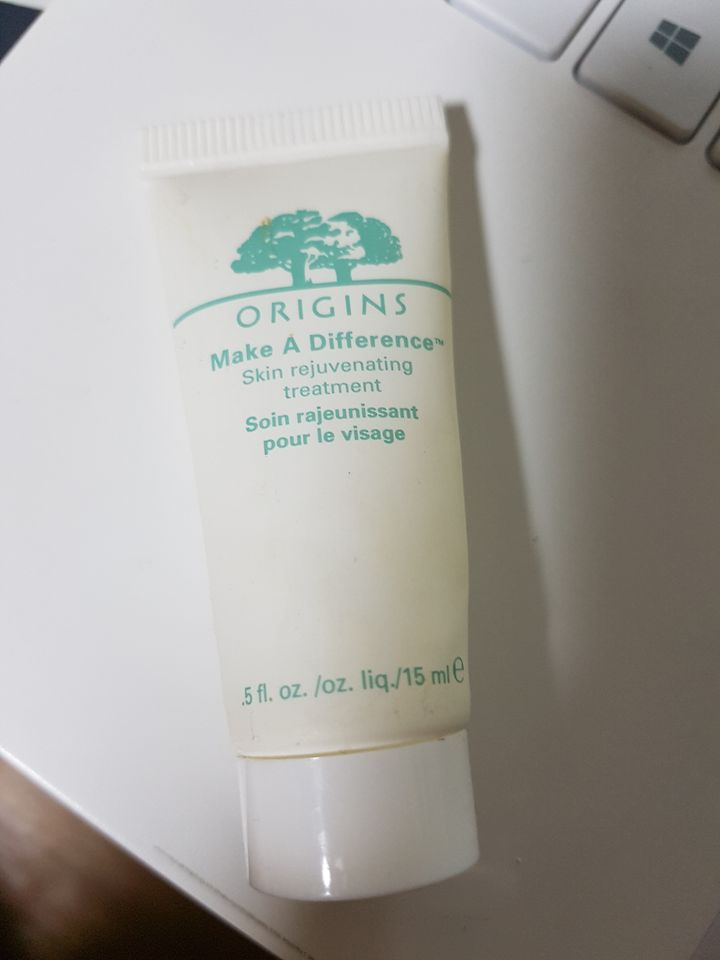 ORIGINS
Make A Difference™
Skin rejuvenating
treatment
Soin rajeunissant
pour le visage
.5 fl. oz. /oz. liq./15 ml e